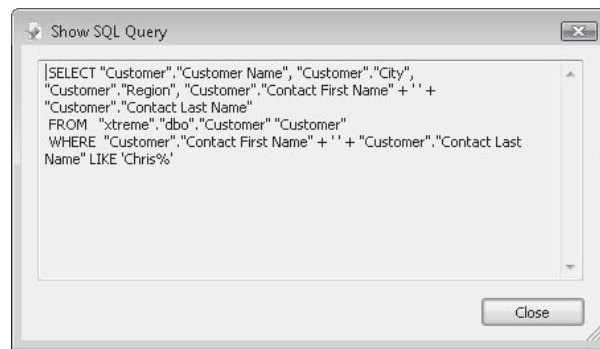 Show SQL Query
SELECT "Customer"."Customer Name", "Customer"."City",
"Customer"."Region", "Customer"."Contact First Name" + ' ' +
"Customer"."Contact Last Name"
FROM "xtreme"."dbo"."Customer" "Customer"
WHERE "Customer"."Contact First Name" + ' ' + "Customer"."Contact Last
Name" LIKE 'Chris%'
Close